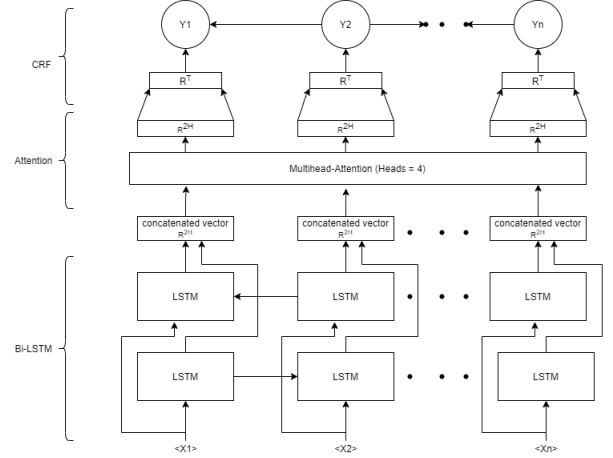 Y1 Y2 Yn
CRF
R^T R^T R^T
R^2H R^2H R^2H
Attention
Multihead-Attention (Heads = 4)
concatenated vector concatenated vector concatenated vector
R^2H R^2H R^2H
LSTM LSTM LSTM
Bi-LSTM
LSTM LSTM LSTM
<X1> <X2> <Xn>